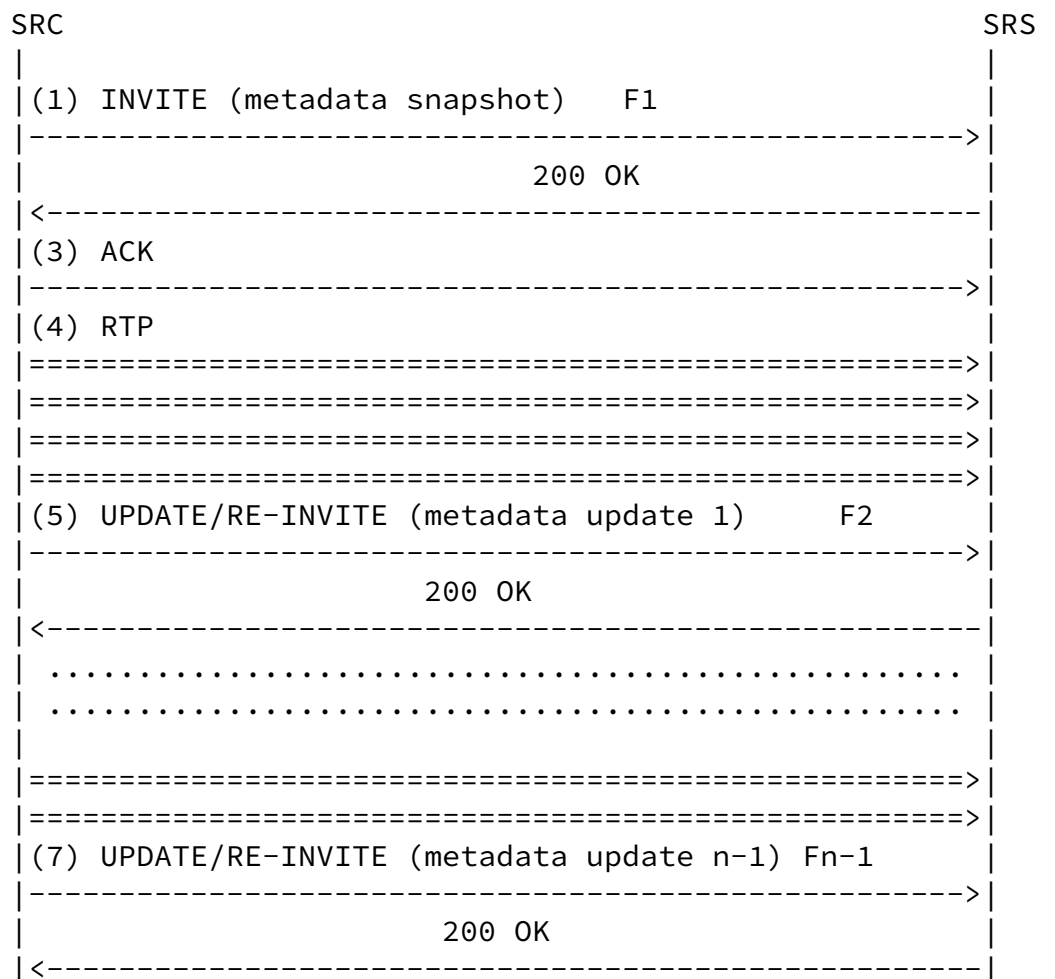 SRC                                                   SRS
|                                                     |
|(1) INVITE (metadata snapshot)   F1                  |
|---------------------------------------------------->|
|                            200 OK                   |
|<----------------------------------------------------|
|(3) ACK                                              |
|---------------------------------------------------->|
|(4) RTP                                              |
|====================================================>|
|====================================================>|
|====================================================>|
|====================================================>|
|(5) UPDATE/RE-INVITE (metadata update 1)     F2      |
|---------------------------------------------------->|
|                      200 OK                         |
|<----------------------------------------------------|
| ................................................... |
| ................................................... |
|                                                     |
|====================================================>|
|====================================================>|
|(7) UPDATE/RE-INVITE (metadata update n-1) Fn-1      |
|---------------------------------------------------->|
|                       200 OK                        |
|<----------------------------------------------------|